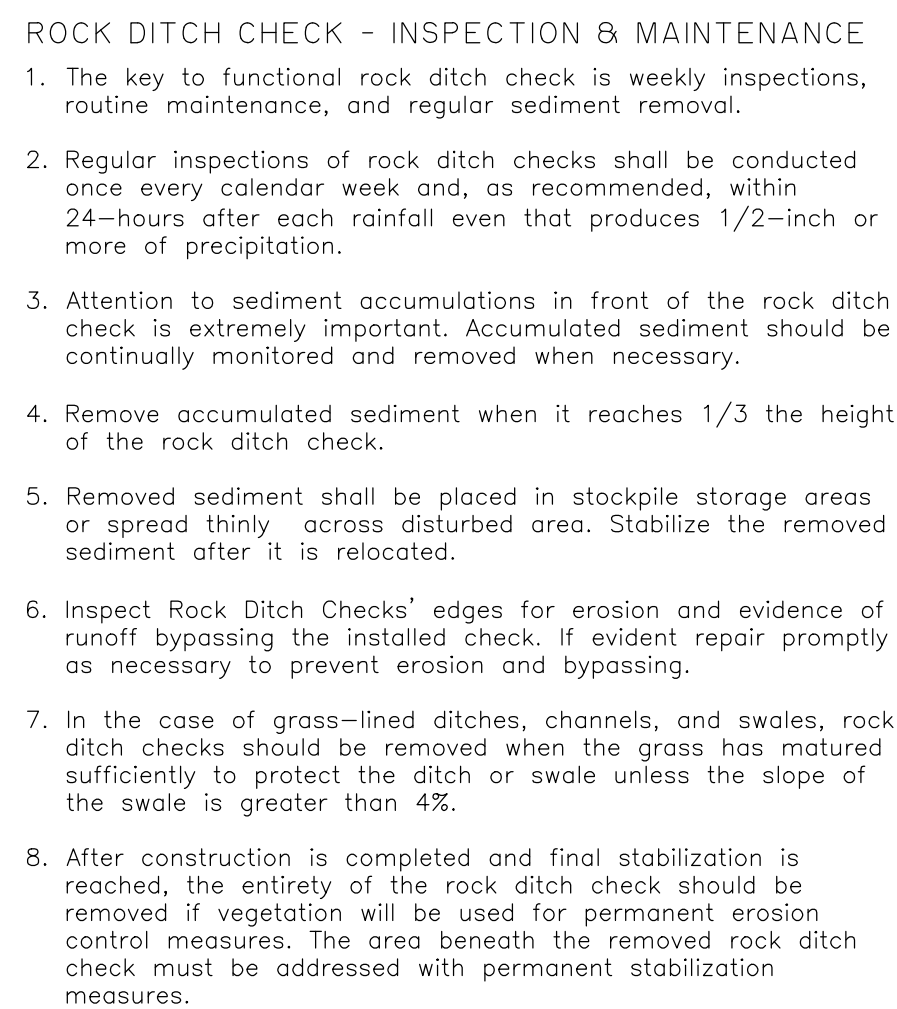 ROCK DITCH CHECK - INSPECTION & MAINTENANCE
1. The key to functional rock ditch check is weekly inspections,
routine maintenance, and regular sediment removal.
2. Regular inspections of rock ditch checks shall be conducted
once every calendar week and, as recommended, within
24-hours after each rainfall even that produces 1/2-inch or
more of precipitation.
3. Attention to sediment accumulations in front of the rock ditch
check is extremely important. Accumulated sediment should be
continually monitored and removed when necessary.
4. Remove accumulated sediment when it reaches 1/3 the height
of the rock ditch check.
5. Removed sediment shall be placed in stockpile storage areas
or spread thinly across disturbed area. Stabilize the removed
sediment after it is relocated.
6. Inspect Rock Ditch Checks' edges for erosion and evidence of
runoff bypassing the installed check. If evident repair promptly
as necessary to prevent erosion and bypassing.
7. In the case of grass-lined ditches, channels, and swales, rock
ditch checks should be removed when the grass has matured
sufficiently to protect the ditch or swale unless the slope of
the swale is greater than 4%.
8. After construction is completed and final stabilization is
reached, the entirety of the rock ditch check should be
removed if vegetation will be used for permanent erosion
control measures. The area beneath the removed rock ditch
check must be addressed with permanent stabilization
measures.